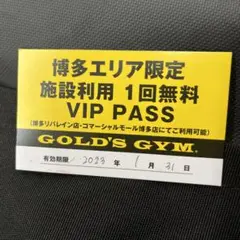 博多エリア限定
施設利用 1回無料
VIP PASS
(博多リバレイン店・コマーシャルモール博多店にてご利用可能)
GOLD'S GYM®
有効期限/ 2023 年 1 月 31 日